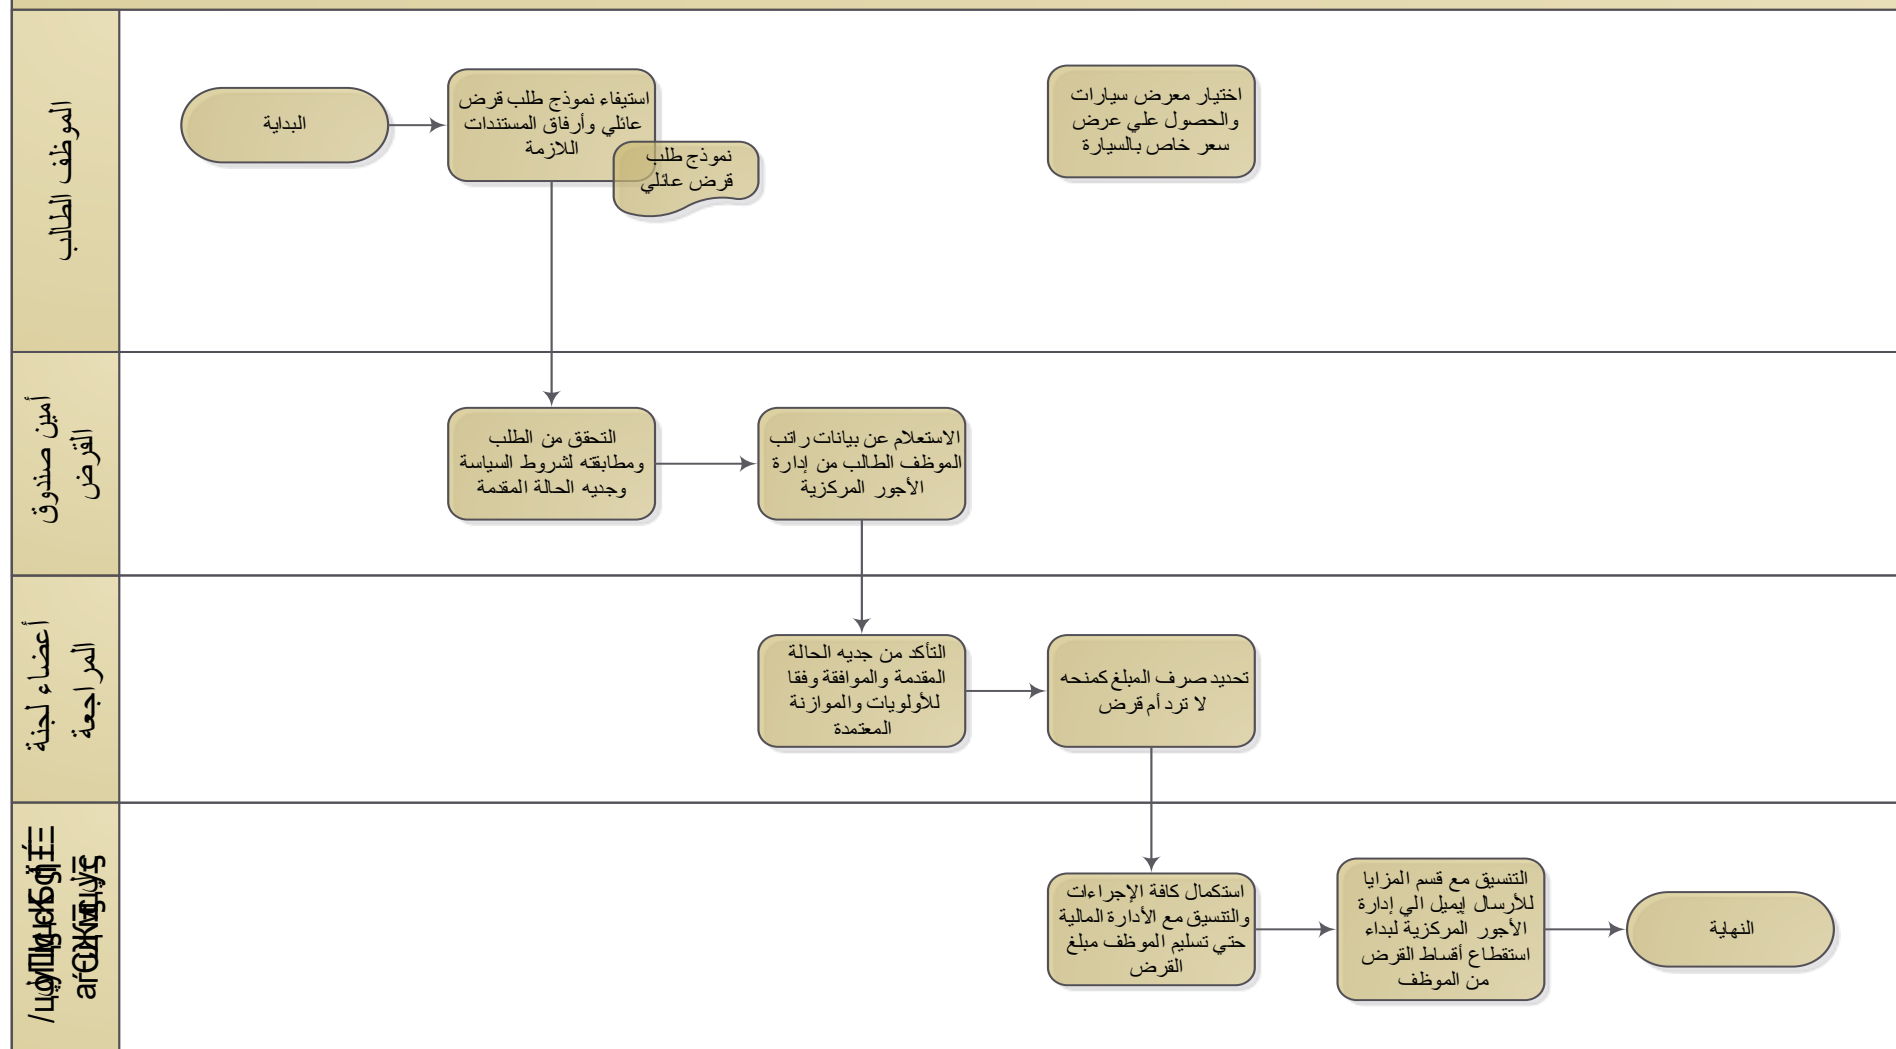 الموظف الطالب
البداية
استيفاء نموذج طلب قرض
عائلي وأرفاق المستندات
اللازمة
نموذج طلب
قرض عائلي
اختيار معرض سيارات
والحصول علي عرض
سعر خاص بالسيارة
أمين صندوق
القرض
التحقق من الطلب
ومطابقته لشروط السياسة
وجديه الحالة المقدمة
الاستعلام عن بيانات راتب
الموظف الطالب من إدارة
الأجور المركزية
أعضاء لجنة
المراجعة
التأكد من جديه الحالة
المقدمة والموافقة وفقا
للأولويات والموازنة
المعتمدة
تحديد صرف المبلغ كمنحه
لا ترد أم قرض
استكمال كافة الإجراءات
والتنسيق مع الأدارة المالية
حتي تسليم الموظف مبلغ
القرض
التنسيق مع قسم المزايا
للأرسال إيميل الي إدارة
الأجور المركزية لبداء
استقطاع أقساط القرض
من الموظف
النهاية